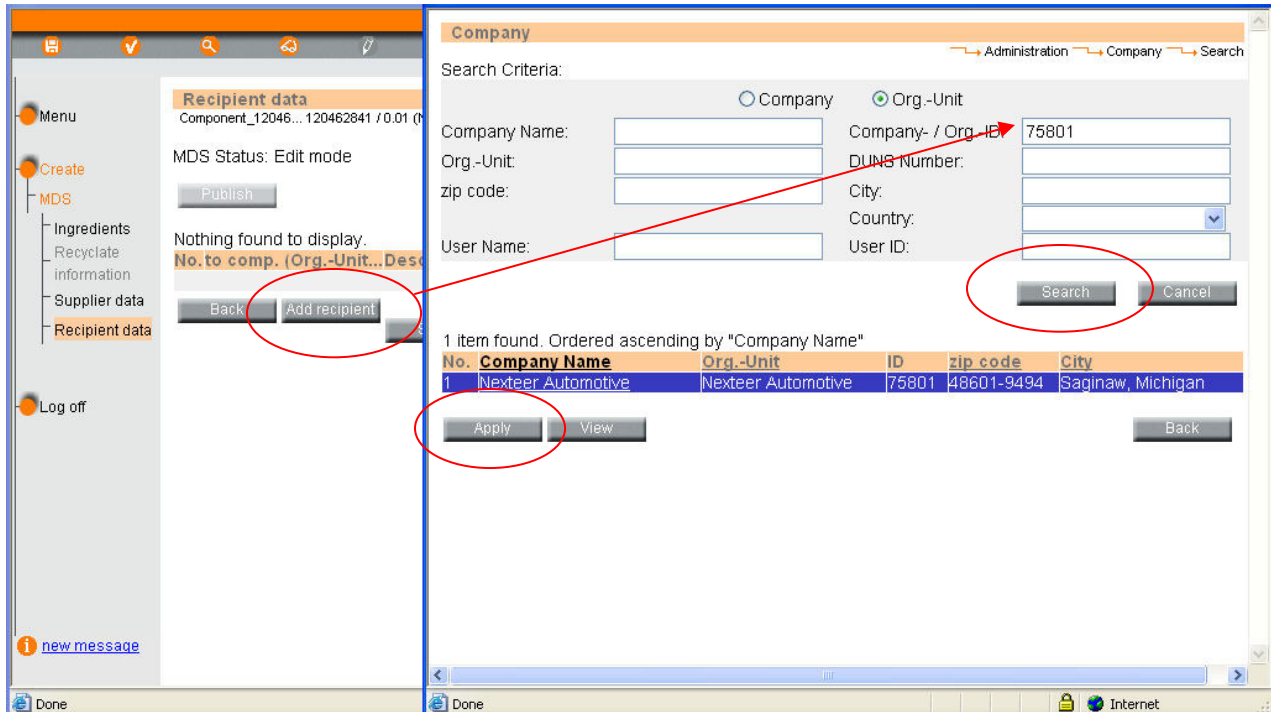 Menu
Create
MDS
Ingredients
Recyclate
information
Supplier data
Recipient data
Log off
new message
Done
Recipient data
Component_12046... 120462841 / 0.01
MDS Status: Edit mode
Publish
Nothing found to display.
No. to comp. (Org.-Unit... Desc
Back Add recipient
Company
Administration Company Search
Search Criteria:
Company Org.-Unit
Company Name: Company- / Org.-ID: 75801
Org.-Unit: DUNS Number:
zip code: City:
Country:
User Name: User ID:
Search Cancel
1 item found. Ordered ascending by "Company Name"
No. Company Name Org.-Unit ID zip code City
1 Nexteer Automotive Nexteer Automotive 75801 48601-9494 Saginaw, Michigan
Apply View Back
Done Internet